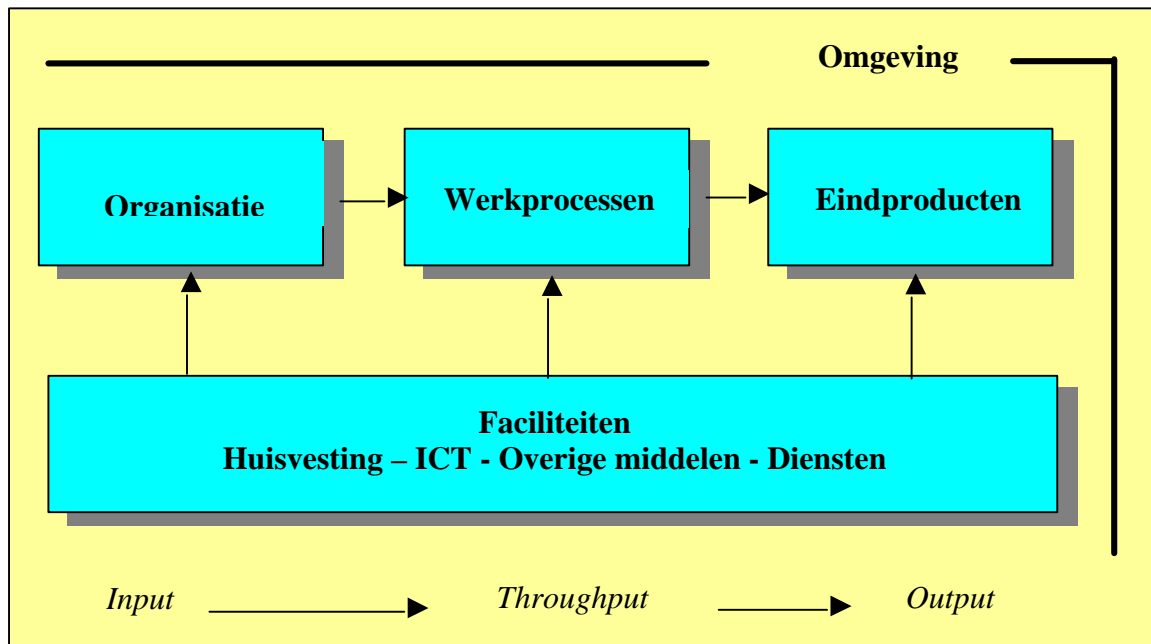 Omgeving
Organisatie
Werkprocessen
Eindproducten
Faciliteiten
Huisvesting – ICT - Overige middelen - Diensten
Input
Throughput
Output